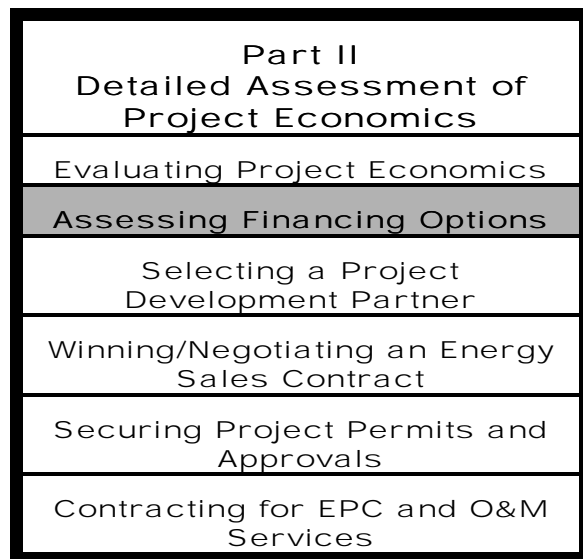 Part II
Detailed Assessment of
Project Economics
Evaluating Project Economics
Assessing Financing Options
Selecting a Project
Development Partner
Winning/Negotiating an Energy
Sales Contract
Securing Project Permits and
Approvals
Contracting for EPC and O&M
Services